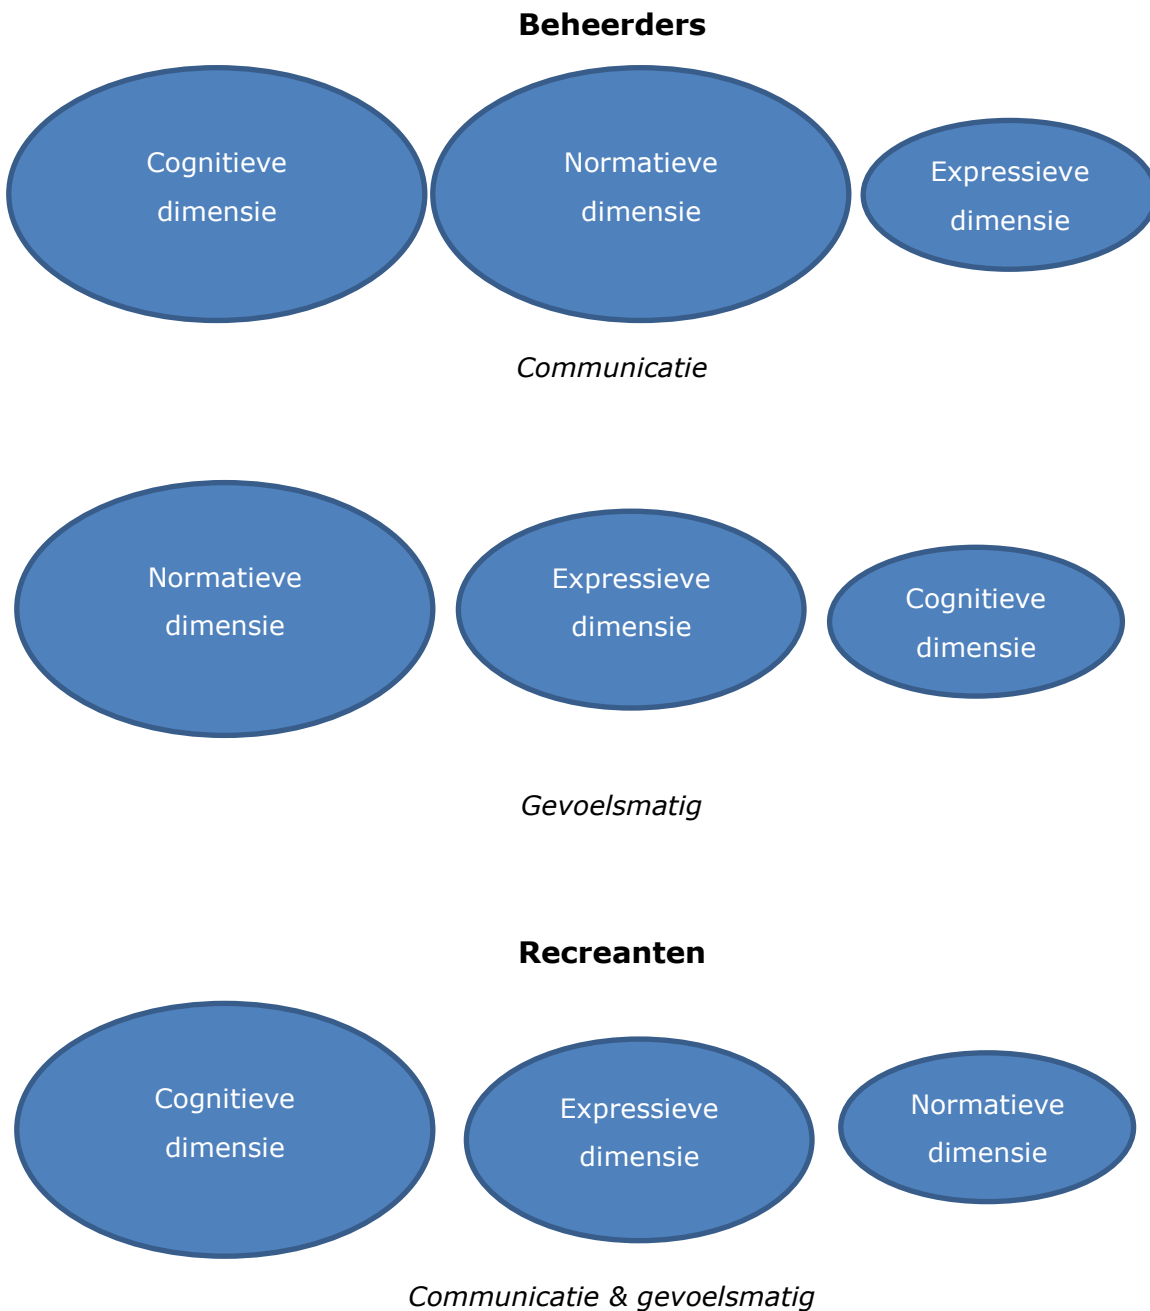 Beheerders
Cognitieve
dimensie
Normatieve
dimensie
Expressieve
dimensie
Communicatie
Normatieve
dimensie
Expressieve
dimensie
Cognitieve
dimensie
Gevoelsmatig
Recreanten
Cognitieve
dimensie
Expressieve
dimensie
Normatieve
dimensie
Communicatie & gevoelsmatig